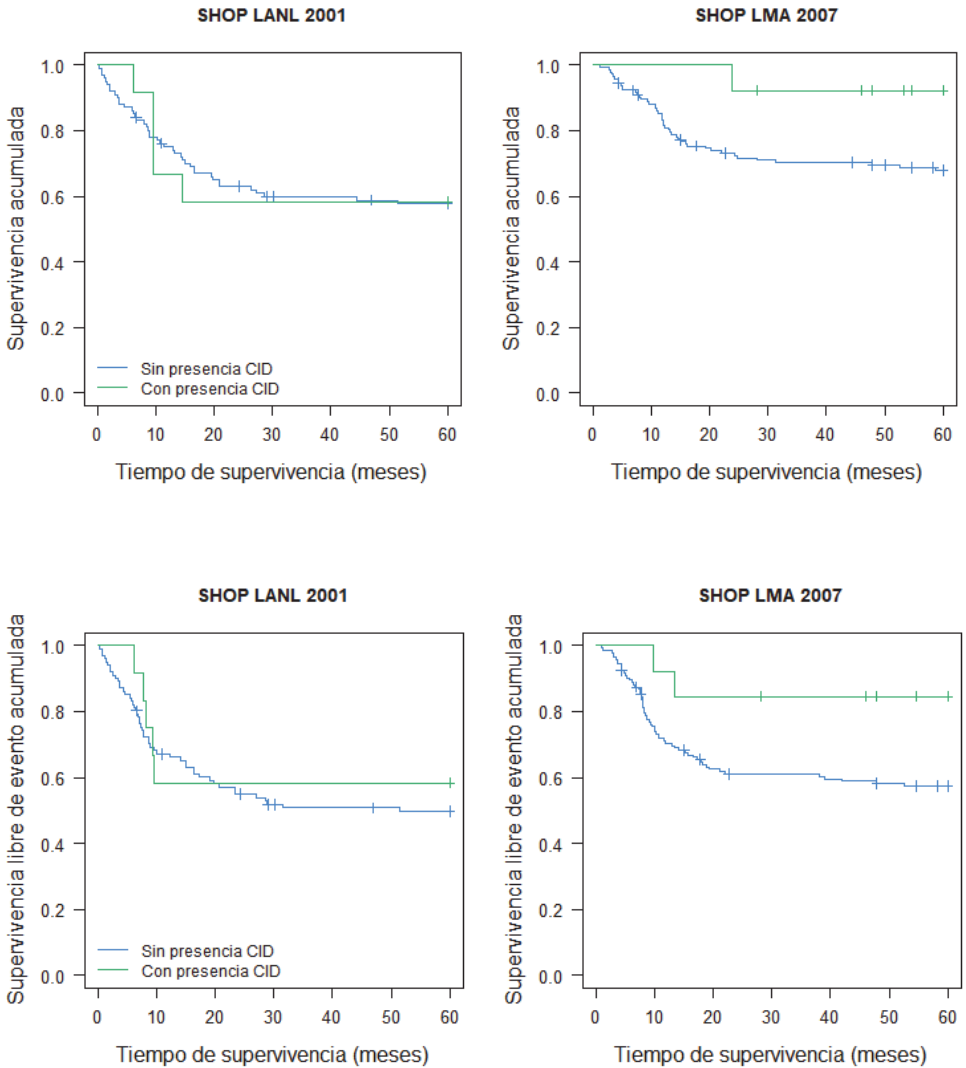 SHOP LANL 2001
Supervivencia acumulada
1.0
0.8
0.6
0.4
0.2
0.0
Sin presencia CID
Con presencia CID
0 10 20 30 40 50 60
Tiempo de supervivencia (meses)
SHOP LMA 2007
Supervivencia acumulada
1.0
0.8
0.6
0.4
0.2
0.0
0 10 20 30 40 50 60
Tiempo de supervivencia (meses)
SHOP LANL 2001
Supervivencia libre de evento acumulada
1.0
0.8
0.6
0.4
0.2
0.0
Sin presencia CID
Con presencia CID
0 10 20 30 40 50 60
Tiempo de supervivencia (meses)
SHOP LMA 2007
Supervivencia libre de evento acumulada
1.0
0.8
0.6
0.4
0.2
0.0
0 10 20 30 40 50 60
Tiempo de supervivencia (meses)